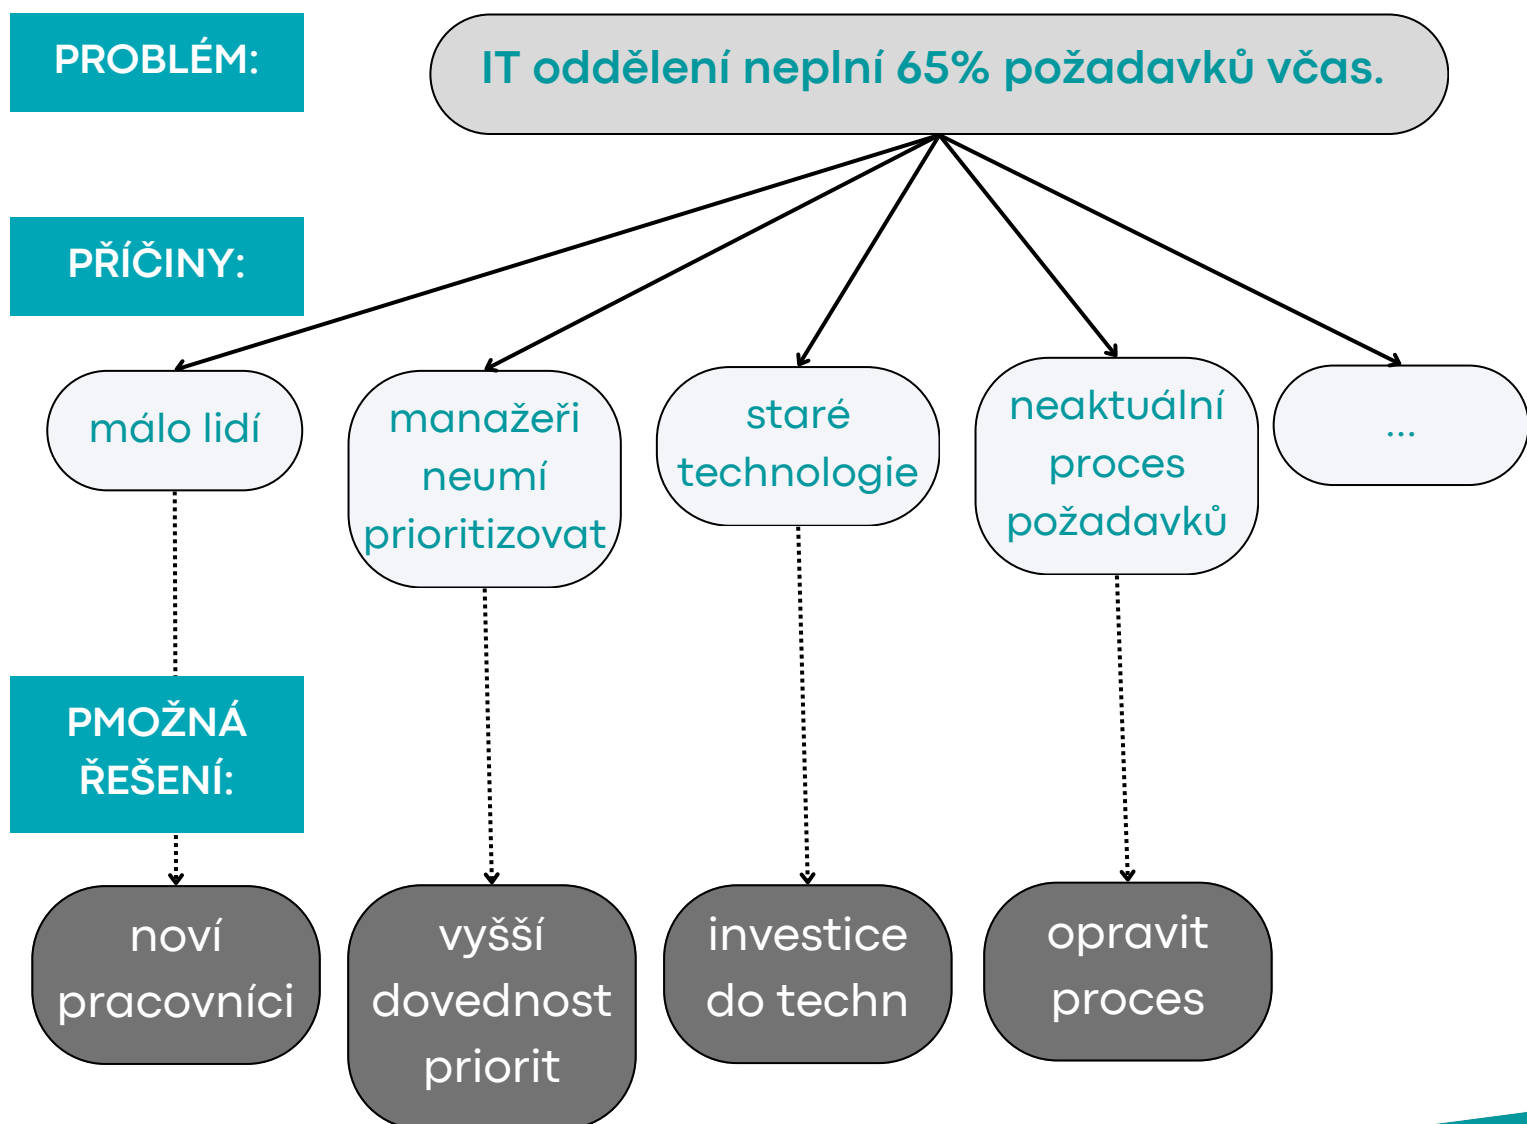 PROBLÉM:
IT oddělení neplní 65% požadavků včas.
PŘÍČINY:
málo lidí
manažeři
neumí
prioritizovat
staré
technologie
neaktuální
proces
požadavků
...
PMOŽNÁ
ŘEŠENÍ:
noví
pracovníci
vyšší
dovednost
priorit
investice
do techn
opravit
proces